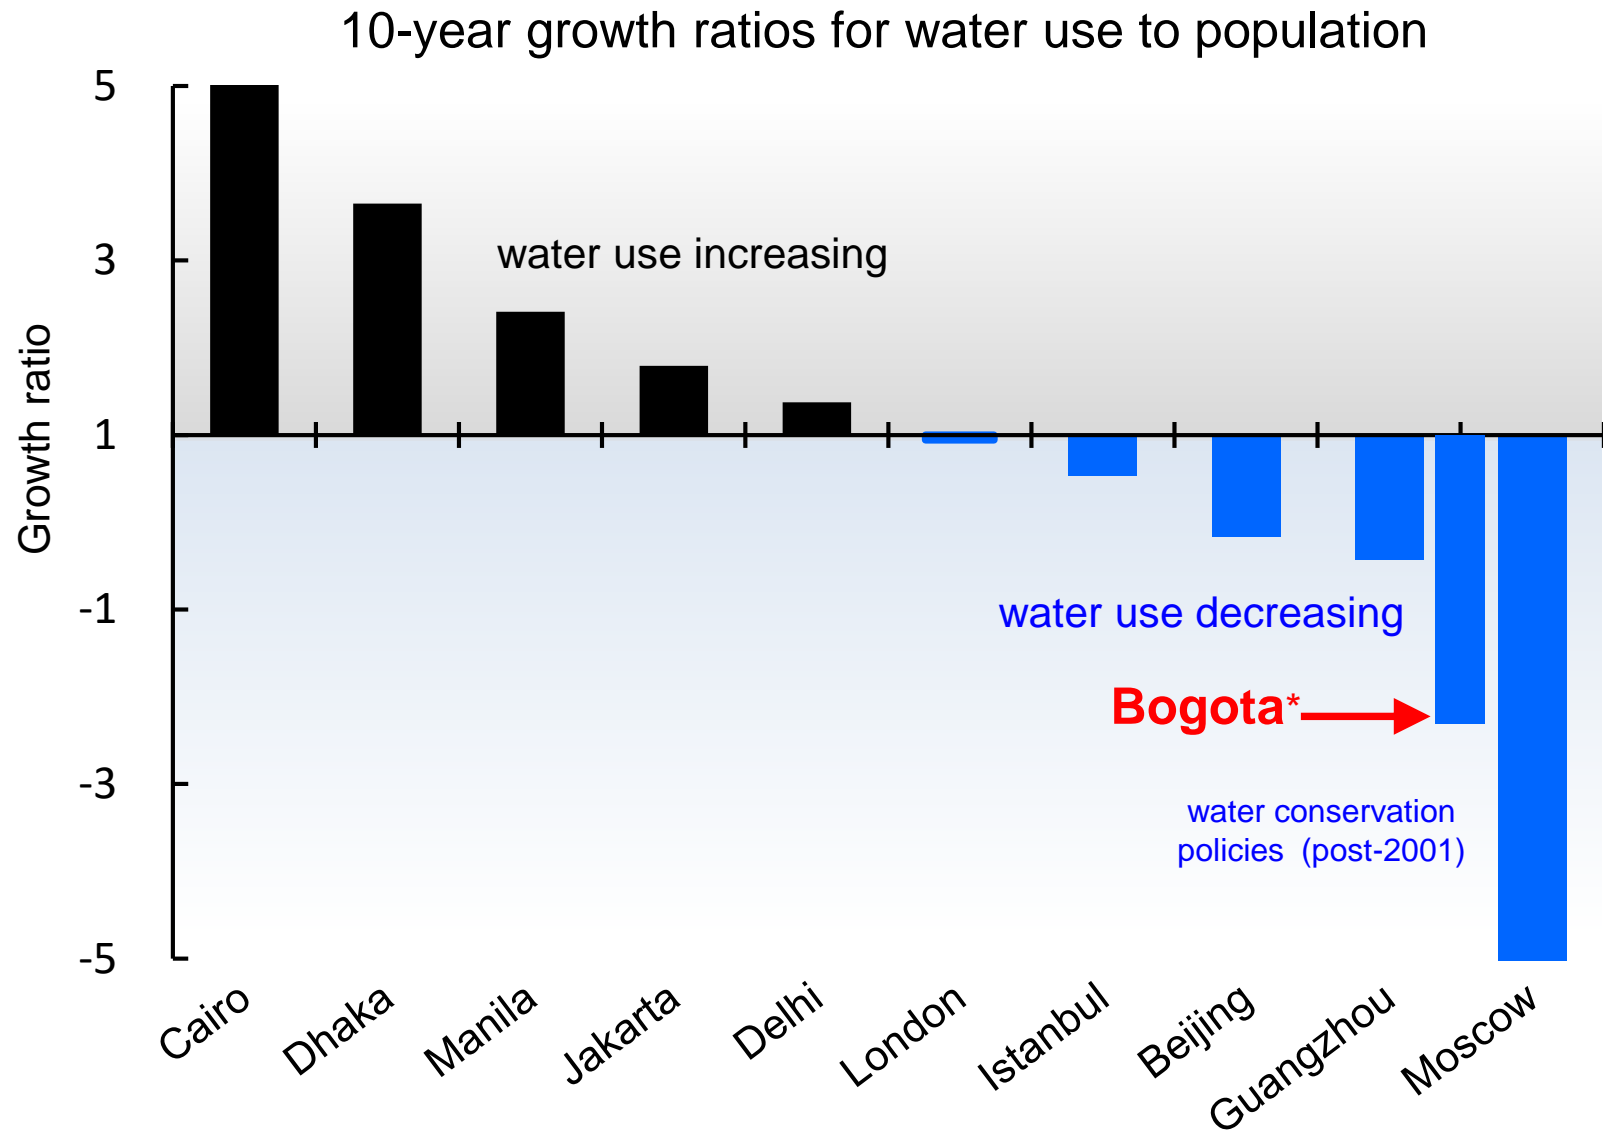 10-year growth ratios for water use to population
5
3
1
-1
-3
-5
Growth ratio
water use increasing
water use decreasing
Bogota*
water conservation
policies (post-2001)
Cairo
Dhaka
Manila
Jakarta
Delhi
London
Istanbul
Beijing
Guangzhou
Moscow